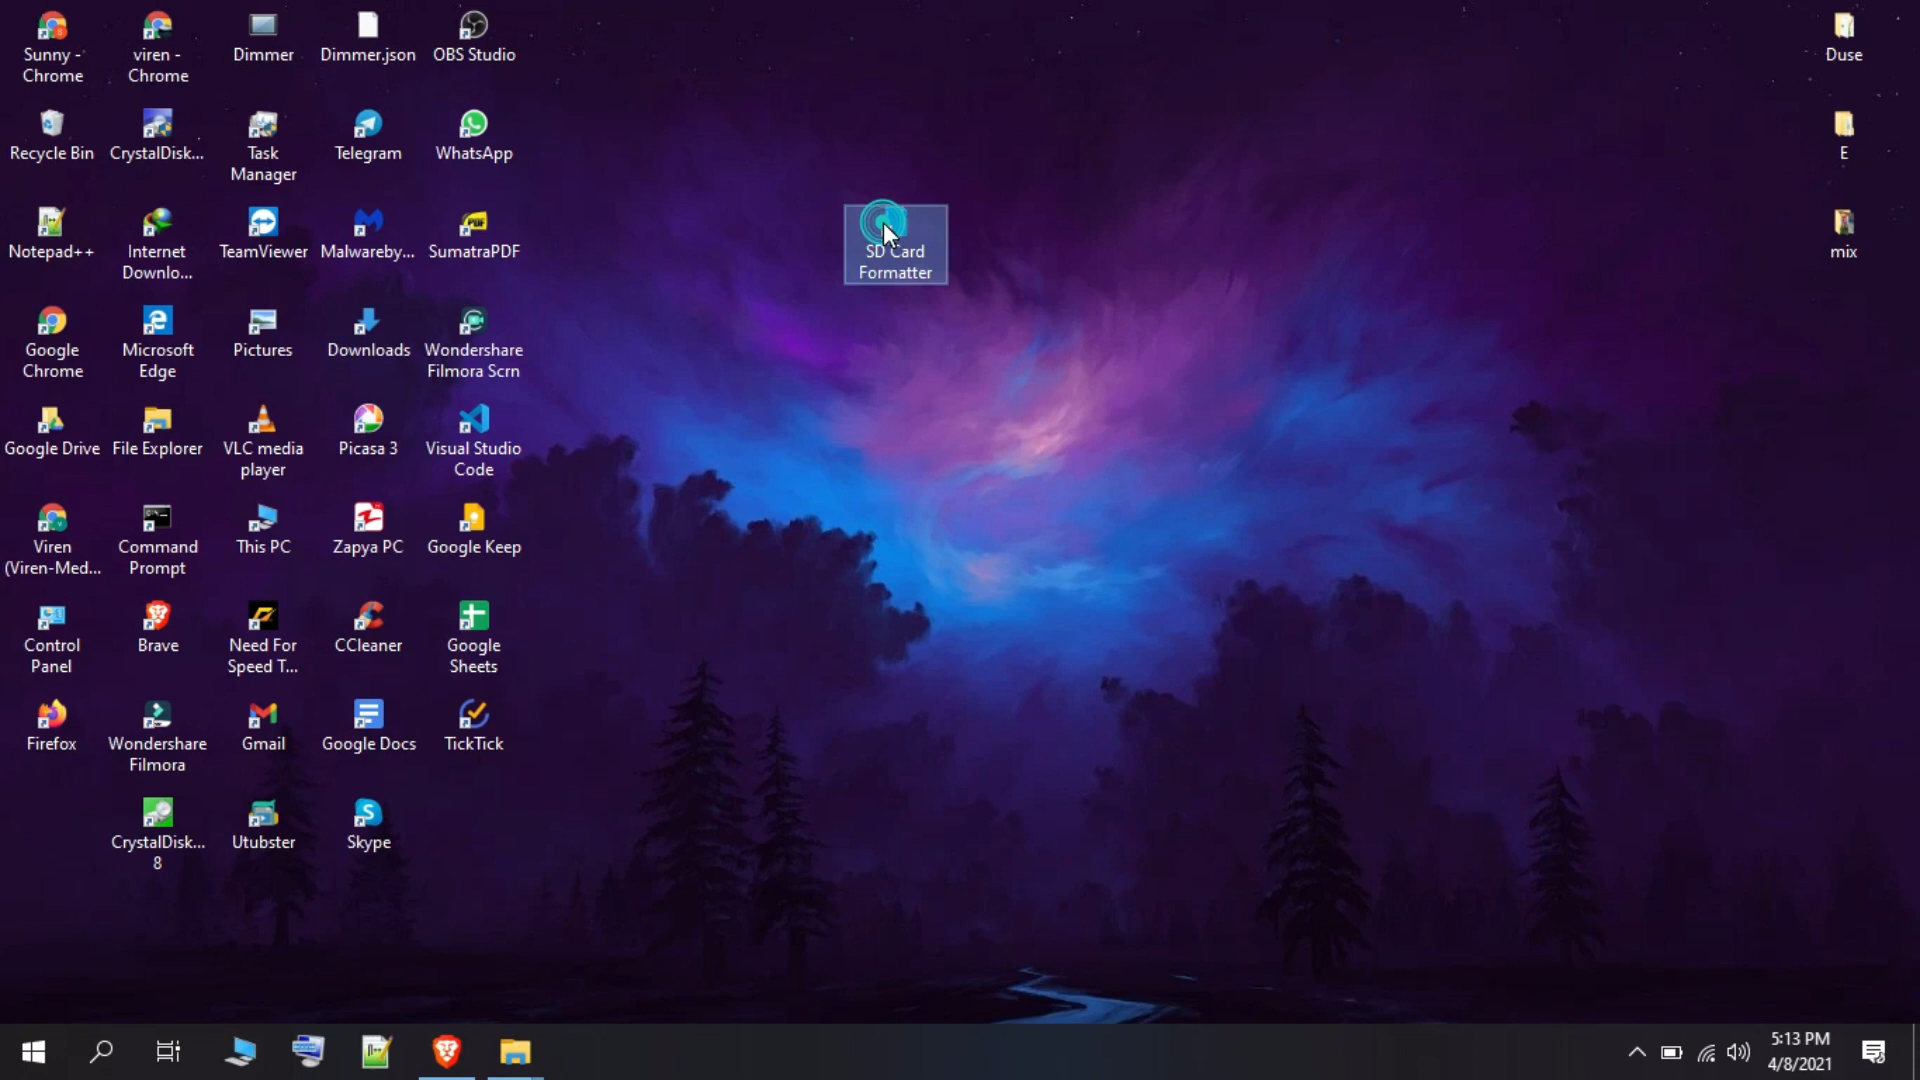 Sunny -
Chrome
viren -
Chrome
Dimmer
Dimmer.json
OBS Studio
Duse
Recycle Bin
CrystalDisk...
Task
Manager
Telegram
WhatsApp
E
Notepad++
Internet
Downlo...
TeamViewer
Malwareby...
SumatraPDF
SD Card
Formatter
mix
Google
Chrome
Microsoft
Edge
Pictures
Downloads
Wondershare
Filmora Scrn
Google Drive
File Explorer
VLC media
player
Picasa 3
Visual Studio
Code
Viren
(Viren-Med...
Command
Prompt
This PC
Zapya PC
Google Keep
Control
Panel
Brave
Need For
Speed T...
CCleaner
Google
Sheets
Firefox
Wondershare
Filmora
Gmail
Google Docs
TickTick
CrystalDisk...
8
Utubster
Skype
5:13 PM
4/8/2021